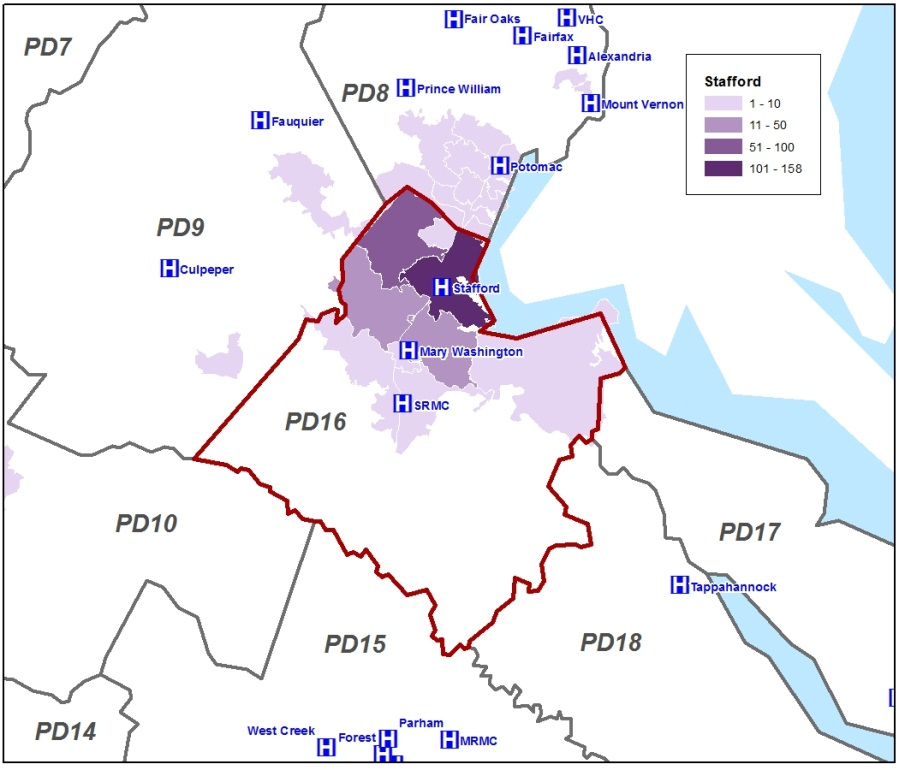 PD7
H Fair Oaks
H VHC
H Fairfax
H Alexandria
PD8
H Prince William
H Mount Vernon
Stafford
1 - 10
11 - 50
51 - 100
101 - 158
H Fauquier
H Potomac
PD9
H Culpeper
H Stafford
H Mary Washington
H SRMC
PD16
PD10
PD17
H Tappahannock
PD15
PD18
PD14
West Creek H
Forest H
Parham
H MRMC
H